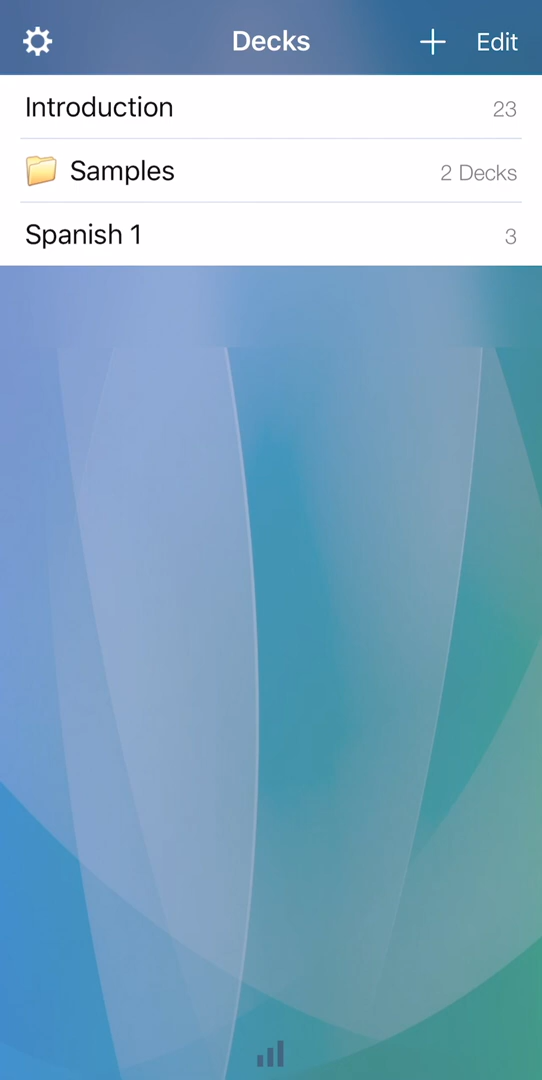 Decks
Edit
Introduction
23
Samples
2 Decks
Spanish 1
3